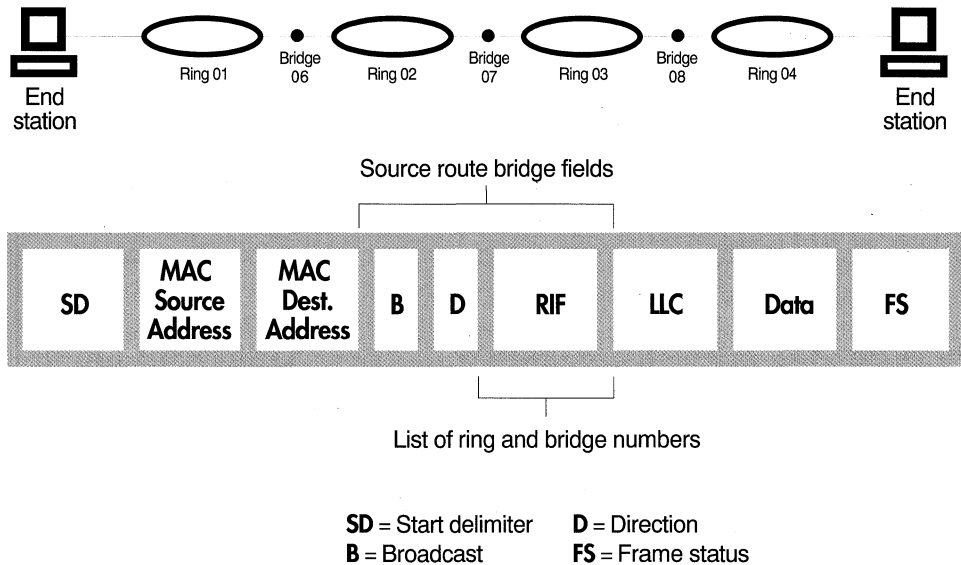 End
station
Ring 01
Bridge
06
Ring 02
Bridge
07
Ring 03
Bridge
08
Ring 04
End
station
Source route bridge fields
SD
MAC
Source
Address
MAC
Dest.
Address
B
D
RIF
LLC
Data
FS
List of ring and bridge numbers
SD = Start delimiter
D = Direction
B = Broadcast
FS = Frame status